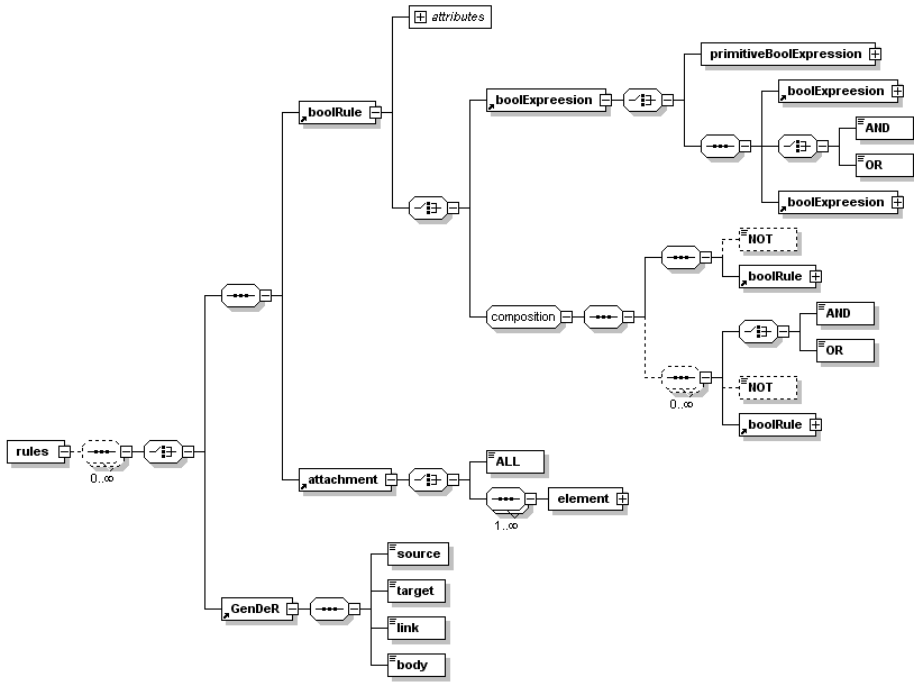 attributes
primitiveBoolExpression
boolExpreesion
boolExpreesion
boolRule
AND
OR
boolExpreesion
NOT
boolRule
composition
AND
OR
NOT
0..∞
boolRule
rules
0..∞
ALL
attachment
element
1..∞
source
target
GenDeR
link
body